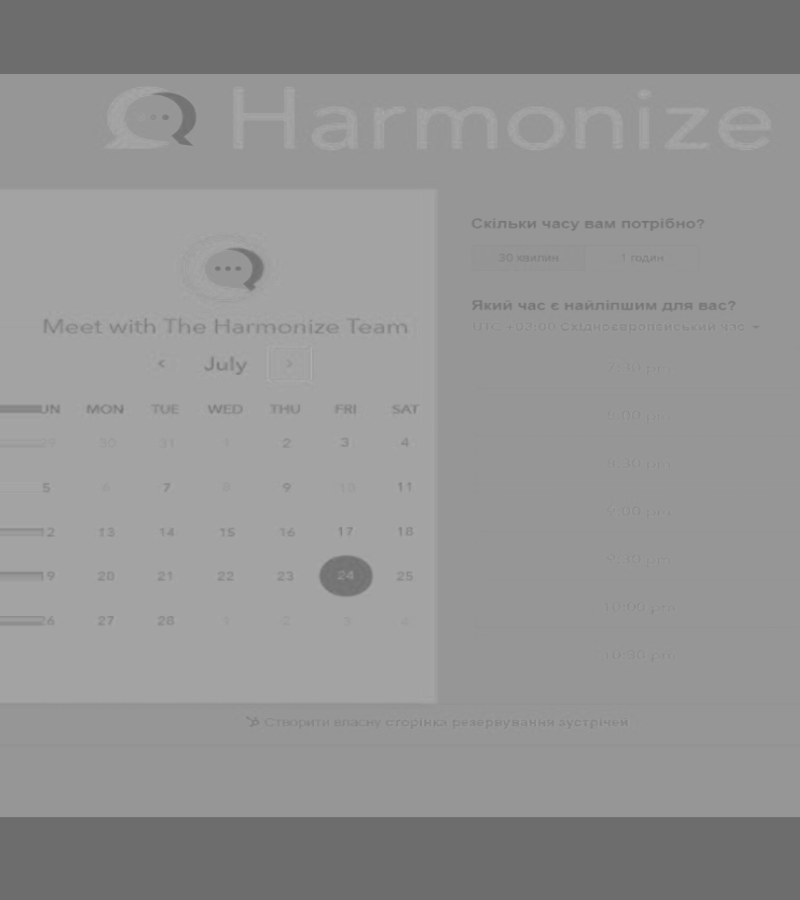 Harmonize
Meet with The Harmonize Team
< July >
UN MON TUE WED THU FRI SAT
29 30 31 1 2 3 4
5 6 7 8 9 10 11
2 13 14 15 16 17 18
9 20 21 22 23 24 25
26 27 28 1 2 3 4
Скільки часу вам потрібно?
30 хвилин 1 годин
Який час є найліпшим для вас?
UTC +03:00 Східноєвропейський час
7:30 pm
8:00 pm
8:30 pm
9:00 pm
9:30 pm
10:00 pm
10:30 pm
Створити власну сторінка резервування зустрічей